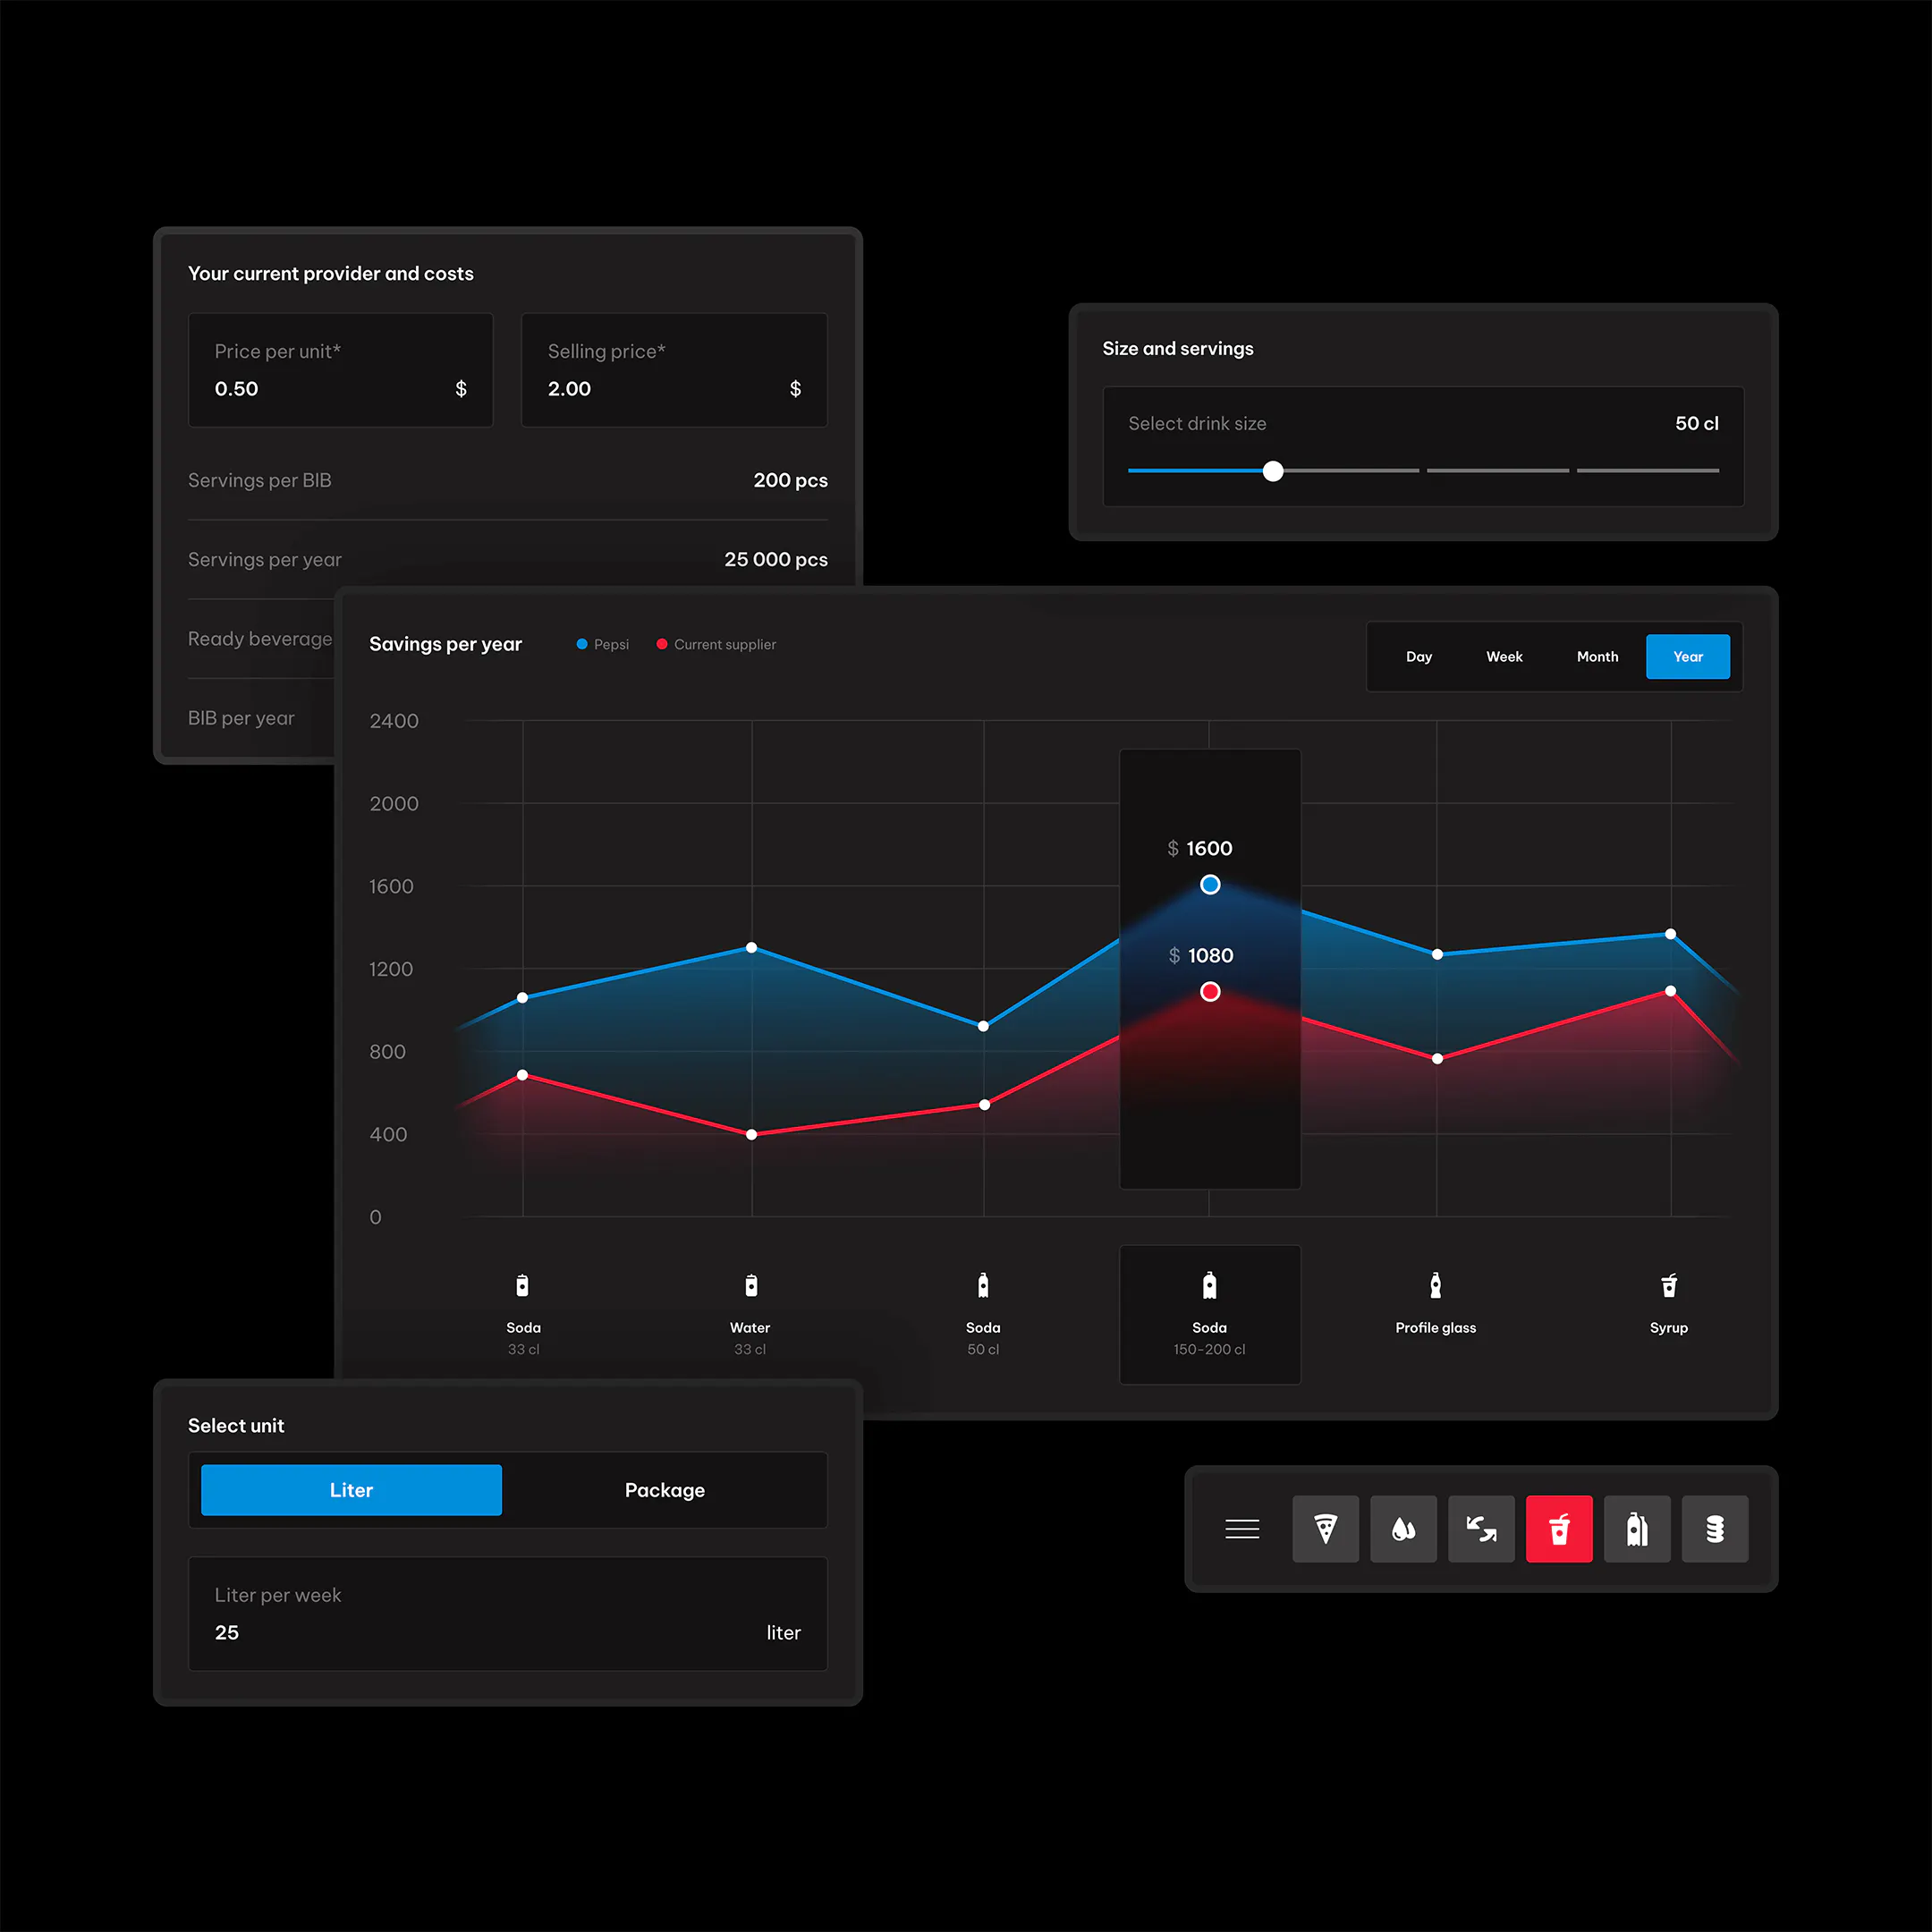 Your current provider and costs
Price per unit*
0.50 $
Selling price*
2.00 $
Servings per BIB 200 pcs
Servings per year 25 000 pcs
Ready beverage
BIB per year
Size and servings
Select drink size 50 cl
Savings per year Pepsi Current supplier
Day Week Month Year
2400
2000
1600
1200
800
400
0
$ 1600
$ 1080
Soda
33 cl
Water
33 cl
Soda
50 cl
Soda
150-200 cl
Profile glass
Syrup
Select unit
Liter Package
Liter per week
25 liter